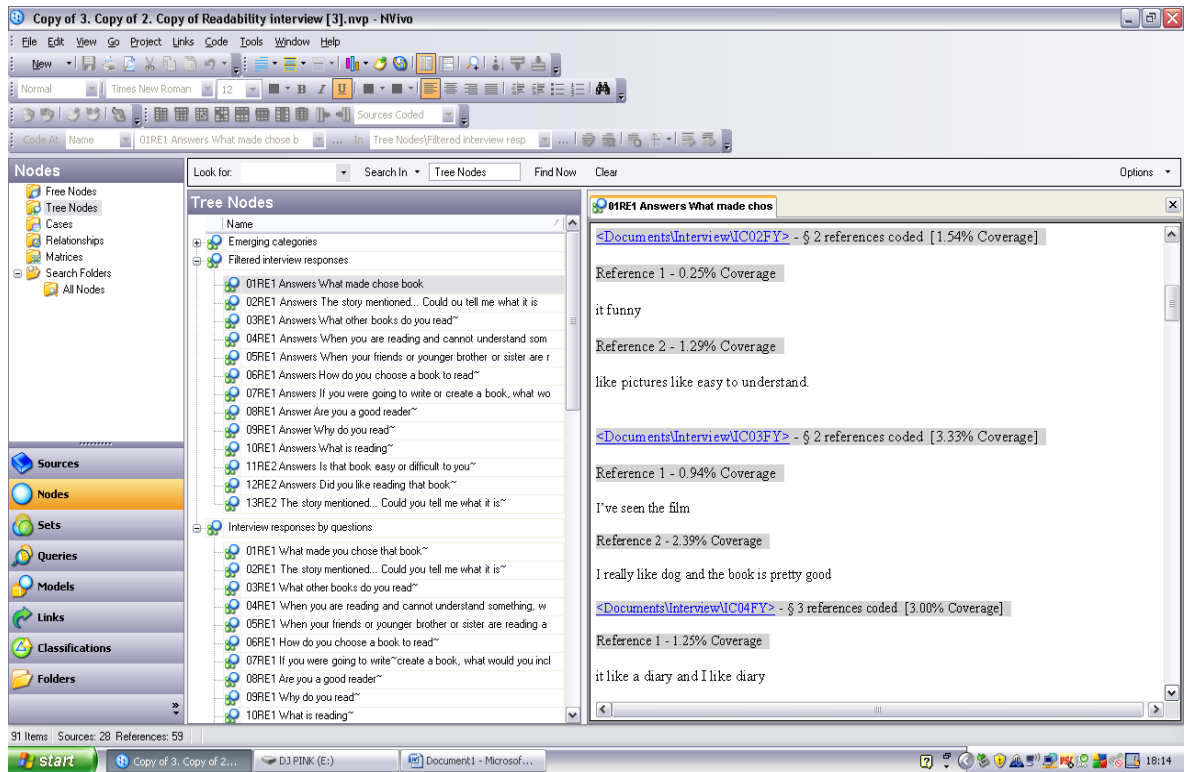 Copy of 3. Copy of 2. Copy of Readability interview [3].nvp - NVivo
File Edit View Go Project Links Code Tools Window Help
New
Normal Times New Roman 12 B I U
Sources Coded
Code At Name 01RE1 Answers What made chose b ... In Tree Nodes\Filtered interview resp ...
Nodes
Free Nodes
Tree Nodes
Cases
Relationships
Matrices
Search Folders
All Nodes
Sources
Nodes
Sets
Queries
Models
Links
Classifications
Folders
Look for: Search In Tree Nodes Find Now Clear Options
Tree Nodes
Name
Emerging categories
Filtered interview responses
01RE1 Answers What made chose book
02RE1 Answers The story mentioned... Could ou tell me what it is
03RE1 Answers What other books do you read~
04RE1 Answers When you are reading and cannot understand som
05RE1 Answers When your friends or younger brother or sister are r
06RE1 Answers How do you choose a book to read~
07RE1 Answers If you were going to write or create a book, what wo
08RE1 Answer Are you a good reader~
09RE1 Answer Why do you read~
10RE1 Answers What is reading~
11RE2 Answers Is that book easy or difficult to you~
12RE2 Answers Did you like reading that book~
13RE2 The story mentioned... Could you tell me what it is~
Interview responses by questions
01RE1 What made you chose that book~
02RE1 The story mentioned... Could you tell me what it is~
03RE1 What other books do you read~
04RE1 When you are reading and cannot understand something, w
05RE1 When your friends or younger brother or sister are reading a
06RE1 How do you choose a book to read~
07RE1 If you were going to write~create a book, what would you incl
08RE1 Are you a good reader~
09RE1 Why do you read~
10RE1 What is reading~
01RE1 Answers What made chos
<Documents\Interview\IC02FY> - § 2 references coded [1.54% Coverage]
Reference 1 - 0.25% Coverage
it funny
Reference 2 - 1.29% Coverage
like pictures like easy to understand.
<Documents\Interview\IC03FY> - § 2 references coded [3.33% Coverage]
Reference 1 - 0.94% Coverage
I've seen the film
Reference 2 - 2.39% Coverage
I really like dog and the book is pretty good
<Documents\Interview\IC04FY> - § 3 references coded [3.00% Coverage]
Reference 1 - 1.25% Coverage
it like a diary and I like diary
91 Items Sources: 28 References: 59
start Copy of 3. Copy of 2... DJ PINK (E:) Document1 - Microsof... 18:14